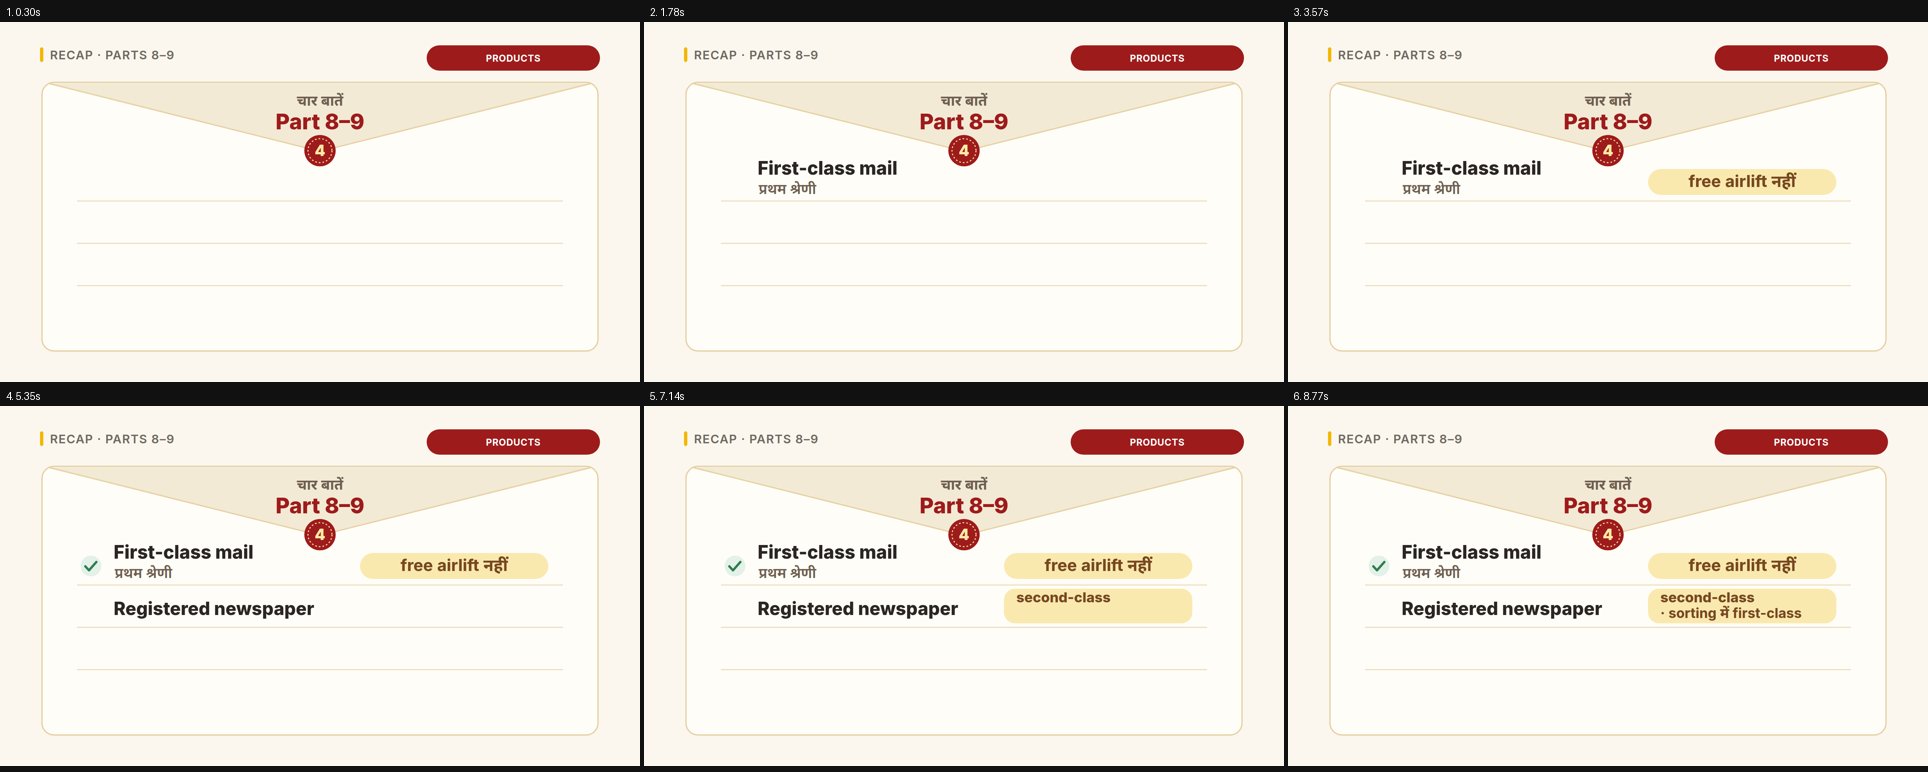 1. 0.30s
RECAP · PARTS 8–9
PRODUCTS
चार बातें
Part 8–9
4
2. 1.78s
RECAP · PARTS 8–9
PRODUCTS
चार बातें
Part 8–9
4
First-class mail
प्रथम श्रेणी
3. 3.57s
RECAP · PARTS 8–9
PRODUCTS
चार बातें
Part 8–9
4
First-class mail
प्रथम श्रेणी
free airlift नहीं
4. 5.35s
RECAP · PARTS 8–9
PRODUCTS
चार बातें
Part 8–9
4
First-class mail
प्रथम श्रेणी
free airlift नहीं
Registered newspaper
5. 7.14s
RECAP · PARTS 8–9
PRODUCTS
चार बातें
Part 8–9
4
First-class mail
प्रथम श्रेणी
free airlift नहीं
Registered newspaper
second-class
6. 8.77s
RECAP · PARTS 8–9
PRODUCTS
चार बातें
Part 8–9
4
First-class mail
प्रथम श्रेणी
free airlift नहीं
Registered newspaper
second-class
· sorting में first-class